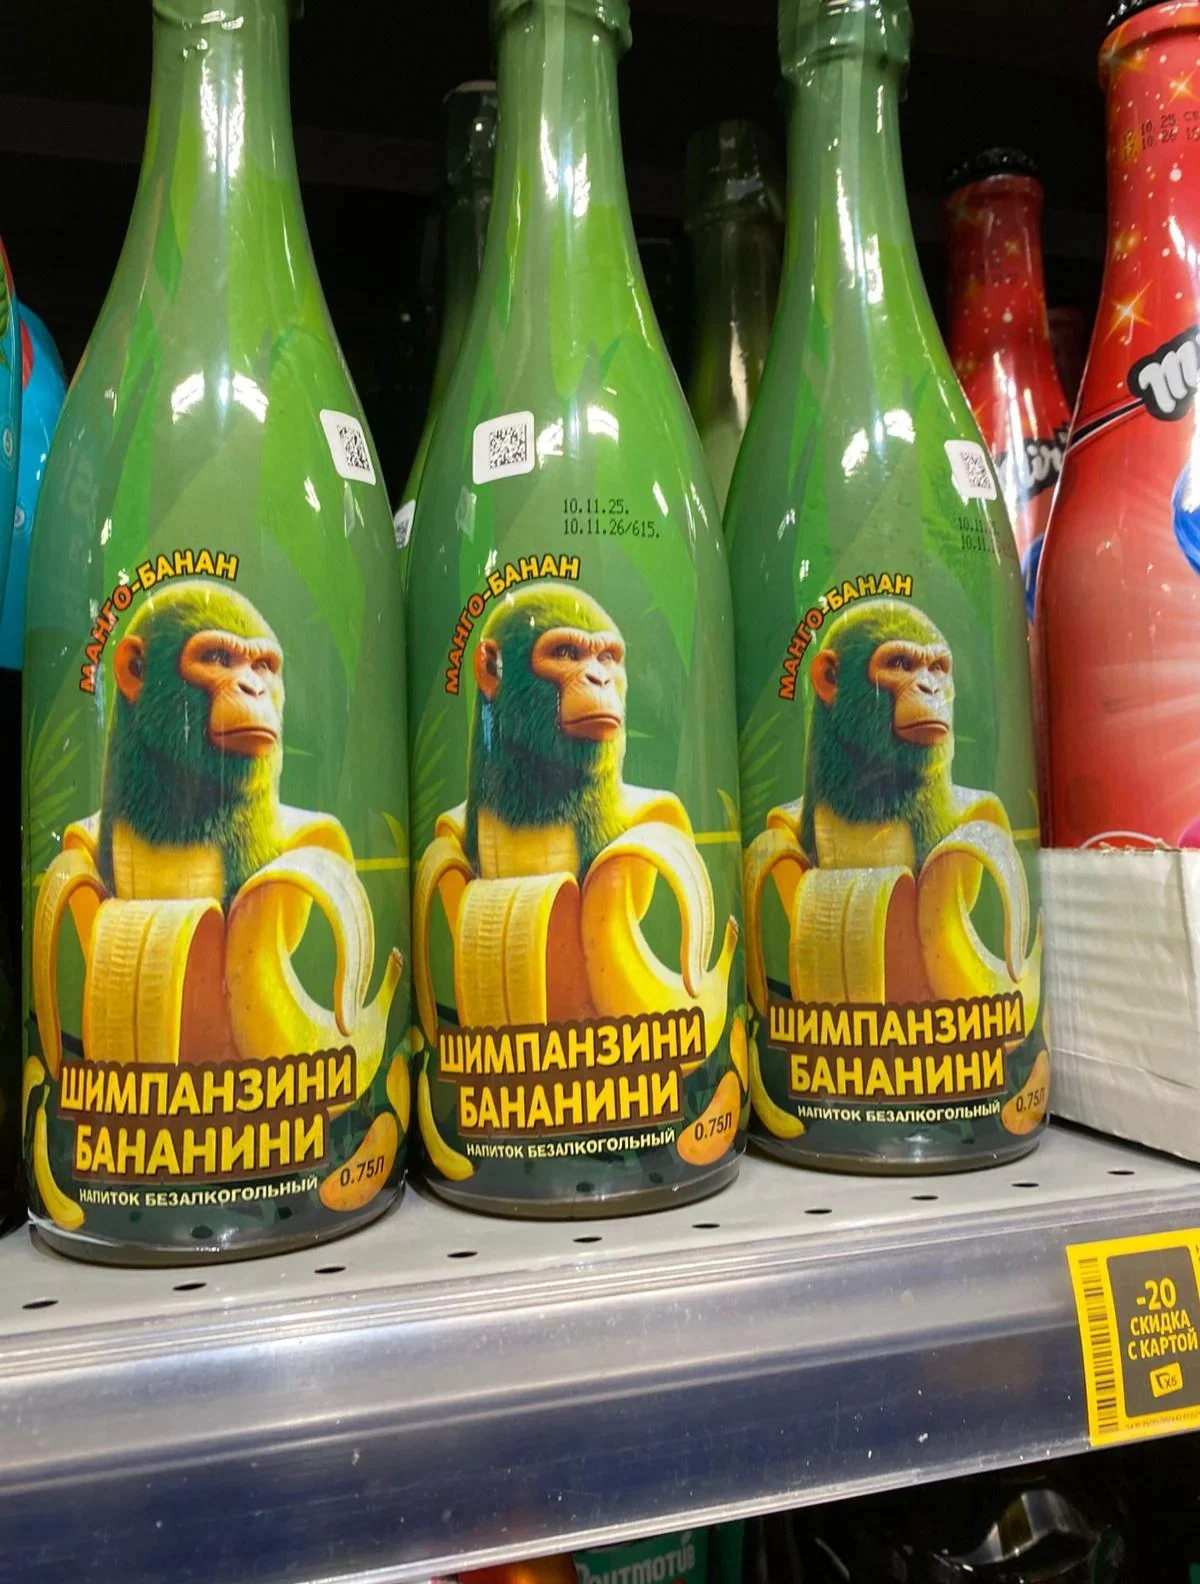 МАНГО-БАНАН
ШИМПАНЗИНИ
БАНАНИНИ
НАПИТОК БЕЗАЛКОГОЛЬНЫЙ
0.75Л
10.11.25.
10.11.26/615.
МАНГО-БАНАН
ШИМПАНЗИНИ
БАНАНИНИ
НАПИТОК БЕЗАЛКОГОЛЬНЫЙ
0.75Л
МАНГО-БАНАН
ШИМПАНЗИНИ
БАНАНИНИ
НАПИТОК БЕЗАЛКОГОЛЬНЫЙ
0.75Л
-20
СКИДКА
С КАРТОЙ
X5